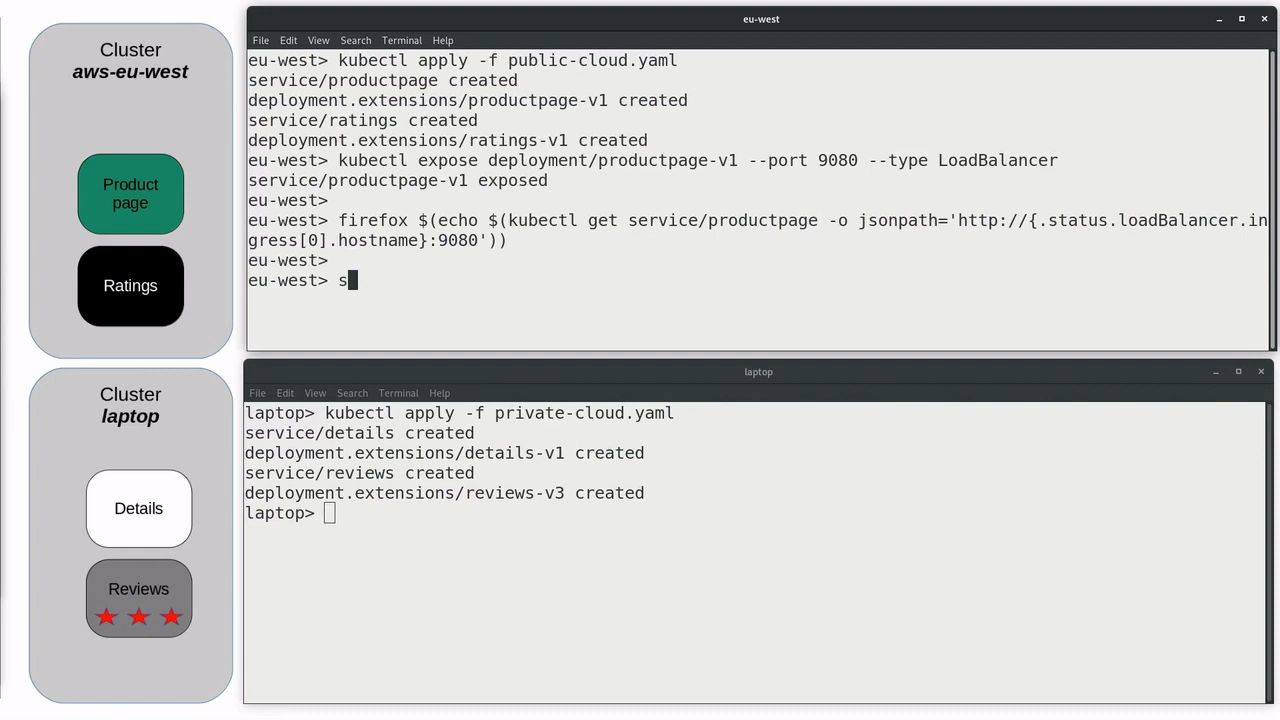 Cluster
aws-eu-west
Product
page
Ratings
Cluster
laptop
Details
Reviews
eu-west
File Edit View Search Terminal Help
eu-west> kubectl apply -f public-cloud.yaml
service/productpage created
deployment.extensions/productpage-v1 created
service/ratings created
deployment.extensions/ratings-v1 created
eu-west> kubectl expose deployment/productpage-v1 --port 9080 --type LoadBalancer
service/productpage-v1 exposed
eu-west>
eu-west> firefox $(echo $(kubectl get service/productpage -o jsonpath='http://{.status.loadBalancer.in
gress[0].hostname}:9080'))
eu-west>
eu-west> s
laptop
File Edit View Search Terminal Help
laptop> kubectl apply -f private-cloud.yaml
service/details created
deployment.extensions/details-v1 created
service/reviews created
deployment.extensions/reviews-v3 created
laptop>